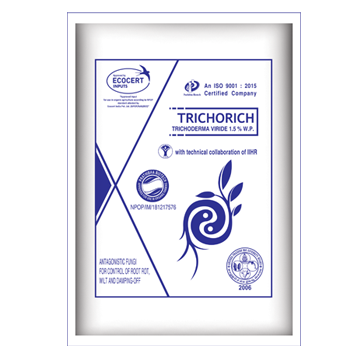 ECOCERT
INPUTS
An ISO 9001 : 2015
Certified Company
TRICHORICH
TRICHODERMA VIRIDE 1.5 % W.P.
with technical collaboration of IIHR
NPOP/IM/181217576
ANTAGONISTIC FUNGI
FOR CONTROL OF ROOT ROT,
WILT AND DAMPING-OFF
2006